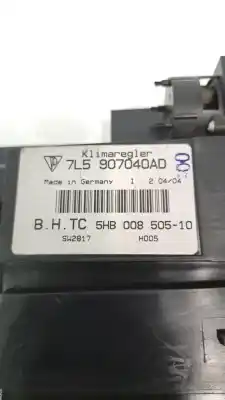 Klimaregler
7L5 907040AD
Made in Germany 1 2.04/04
B.H.TC 5HB 008 505-10
SW2817 H005